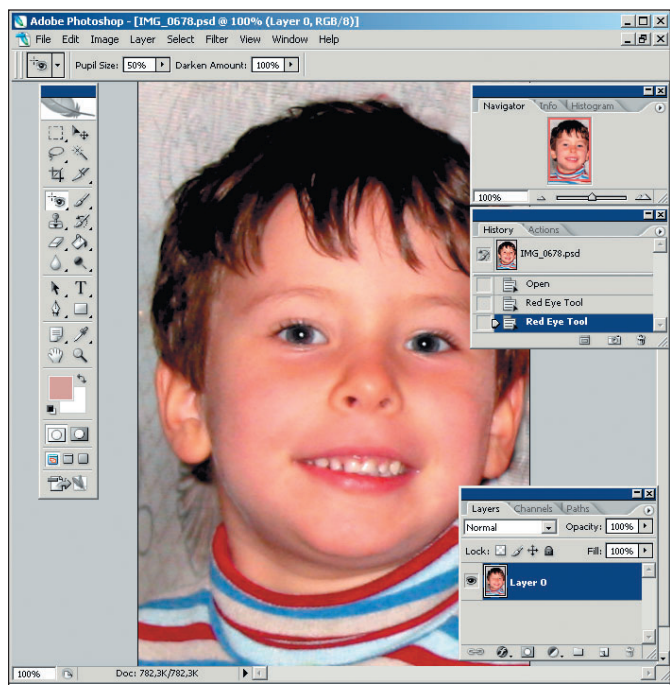 Adobe Photoshop - [IMG_0678.psd @ 100% (Layer 0, RGB/8)]
File Edit Image Layer Select Filter View Window Help
Pupil Size: 50% Darken Amount: 100%
Navigator Info Histogram
100%
History Actions
IMG_0678.psd
Open
Red Eye Tool
Red Eye Tool
T
Layers Channels Paths
Normal Opacity: 100%
Lock: Fill: 100%
Layer 0
100% Doc: 782,3K/782,3K